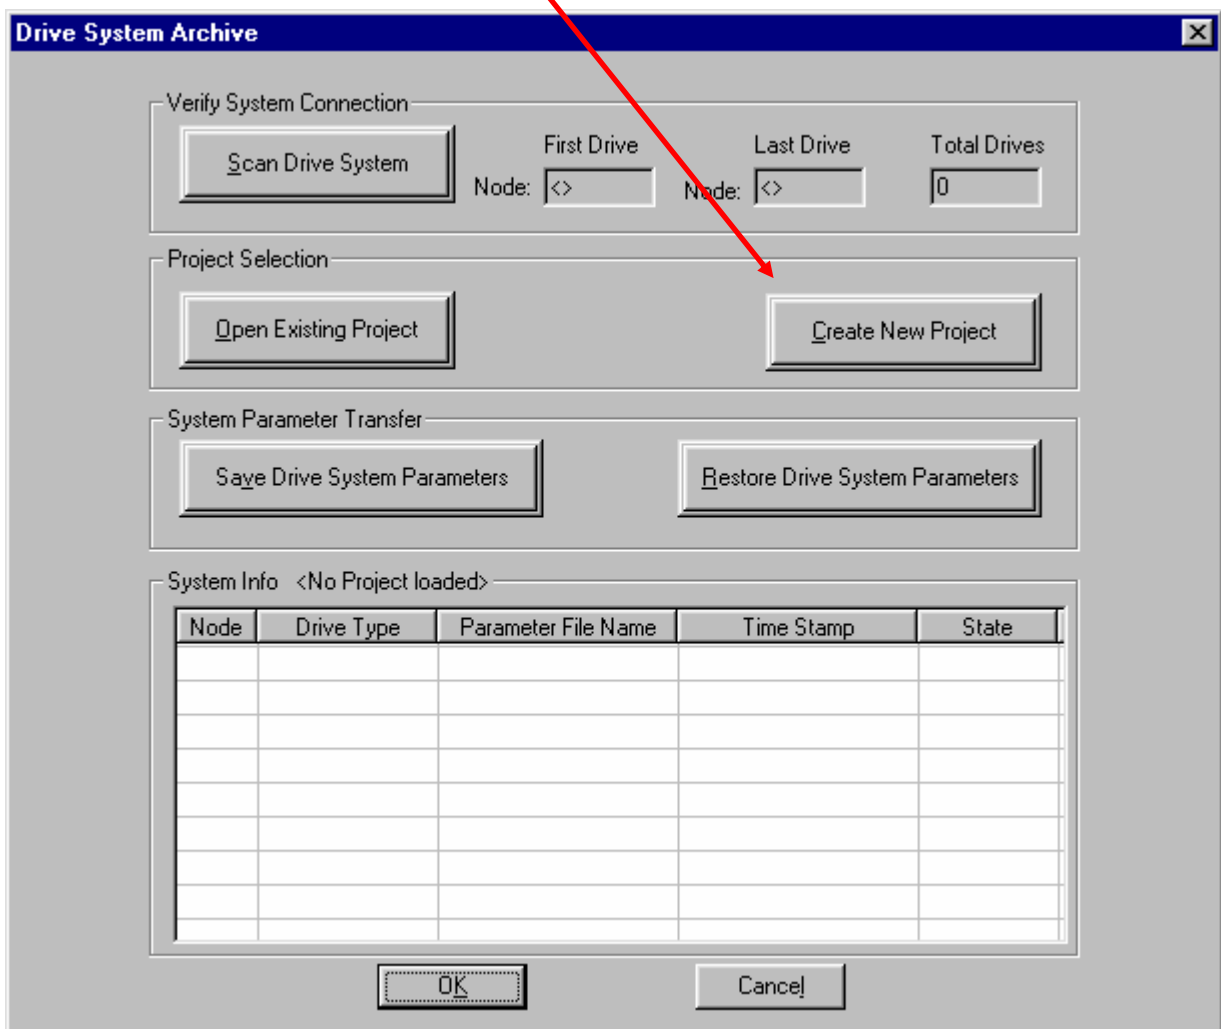 Drive System Archive
Verify System Connection
Scan Drive System
First Drive
Last Drive
Total Drives
Node: <>
Node: <>
0
Project Selection
Open Existing Project
Create New Project
System Parameter Transfer
Save Drive System Parameters
Restore Drive System Parameters
System Info <No Project loaded>
Node Drive Type Parameter File Name Time Stamp State
OK
Cancel